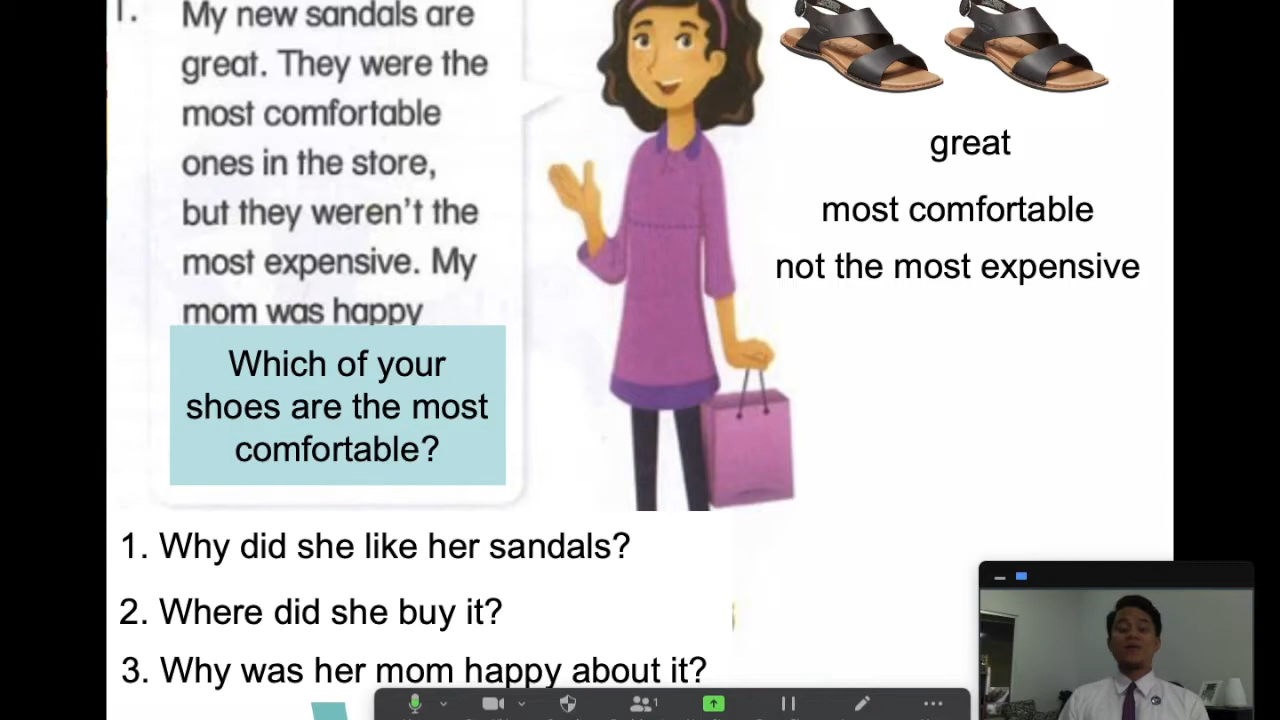 1.
My new sandals are
great. They were the
most comfortable
ones in the store,
but they weren't the
most expensive. My
mom was happy
Which of your
shoes are the most
comfortable?
great
most comfortable
not the most expensive
1. Why did she like her sandals?
2. Where did she buy it?
3. Why was her mom happy about it?
1